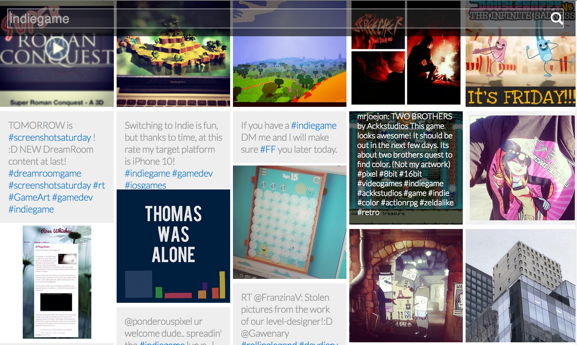 indiegame
ROMAN
CONQUEST
Super Roman Conquest - A 3D
THE INFINITE SADNESS
IT'S FRIDAY!!!
TOMORROW is
#screenshotsaturday !
:D NEW DreamRoom
content at last!
#dreamroomgame
#screenshotsaturday #rt
#GameArt #gamedev
#indiegame
Switching to Indie is fun,
but thanks to time, at this
rate my target platform
is iPhone 10!
#indiegame #gamedev
#iosgames
THOMAS
WAS
ALONE
@ponderouspixel ur
welcome dude.. spreadin'
If you have a #indiegame
DM me and I will make
sure #FF you later today.
RT @FranzinaV: Stolen
pictures from the work
of our level-designer!:D
@Gawenary
mrjoejon: TWO BROTHERS
by Ackkstudios This game
looks awesome! It should be
out in the next few days. Its
about two brothers quest to
find color. (Not my artwork)
#pixel #8bit #16bit
#videogames #indiegame
#ackkstudios #game #indie
#color #actionrpg #zeldalike
#retro